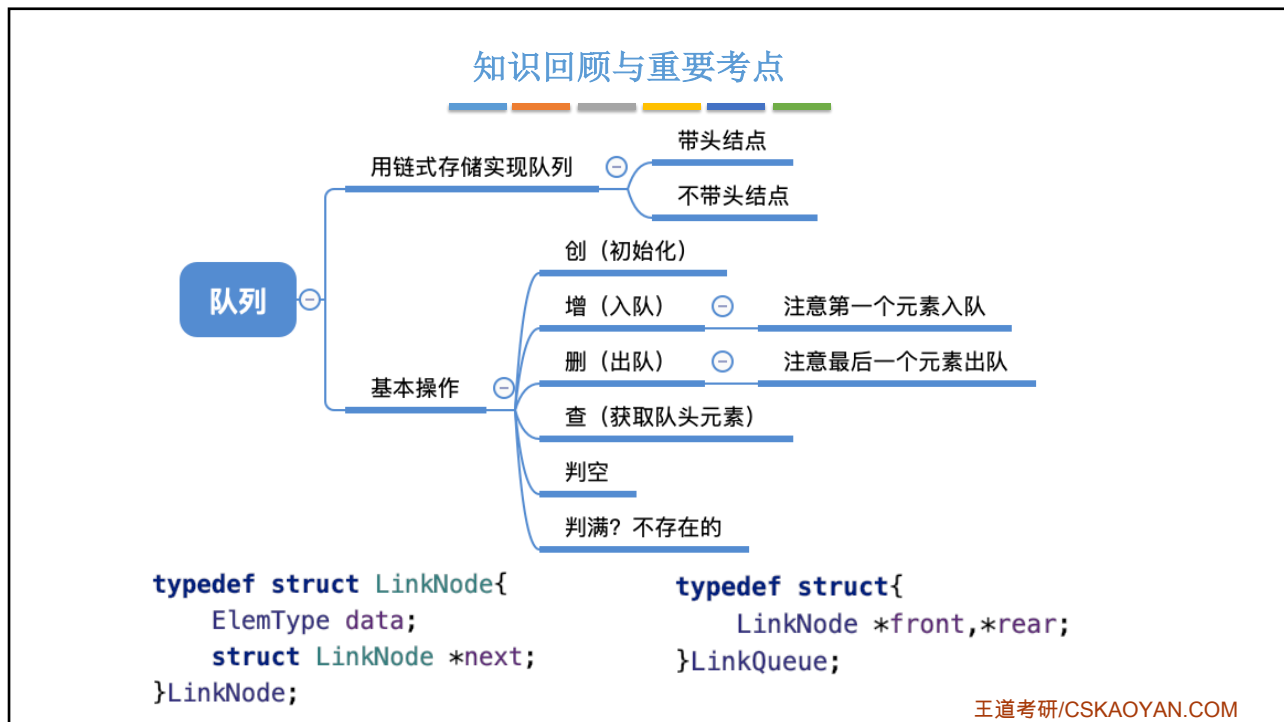 知识回顾与重要考点
用链式存储实现队列
带头结点
不带头结点
队列
基本操作
创（初始化）
增（入队）
注意第一个元素入队
删（出队）
注意最后一个元素出队
查（获取队头元素）
判空
判满？不存在的
typedef struct LinkNode{
ElemType data;
struct LinkNode *next;
}LinkNode;
typedef struct{
LinkNode *front,*rear;
}LinkQueue;
王道考研/CSKAOYAN.COM